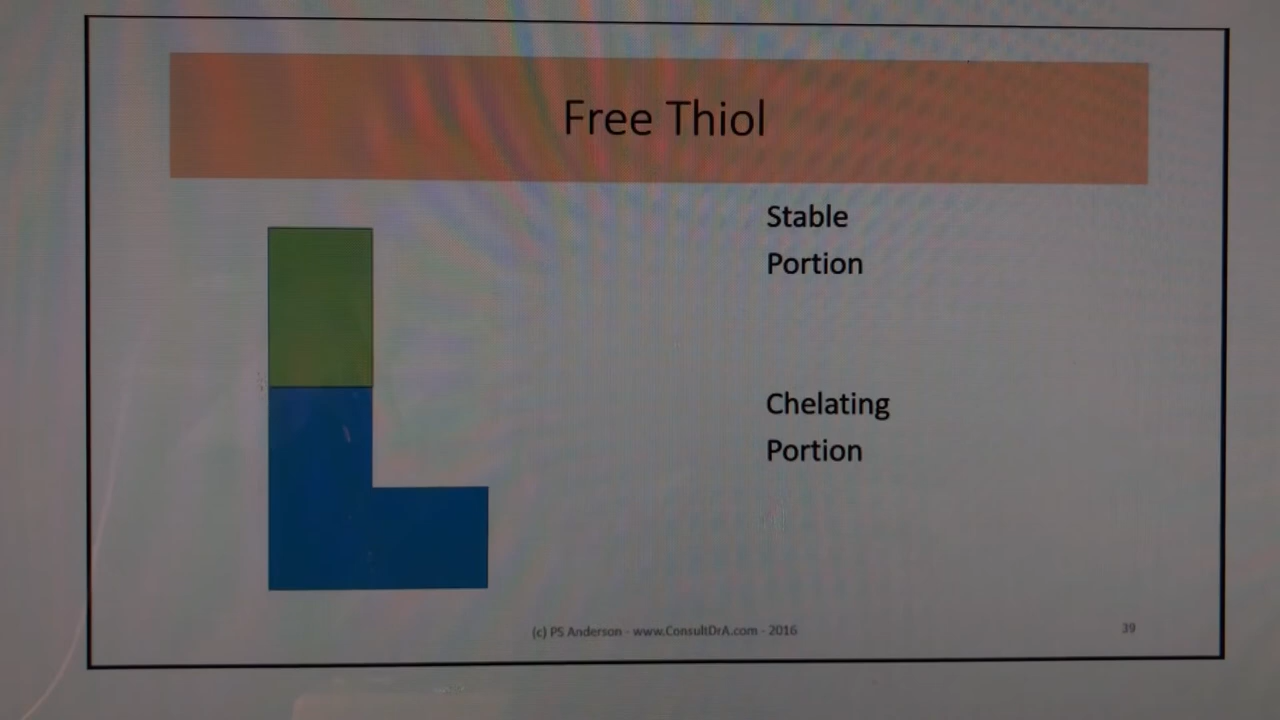 Free Thiol
Stable
Portion
Chelating
Portion
(c) PS Anderson - www.ConsultDrA.com - 2016
39